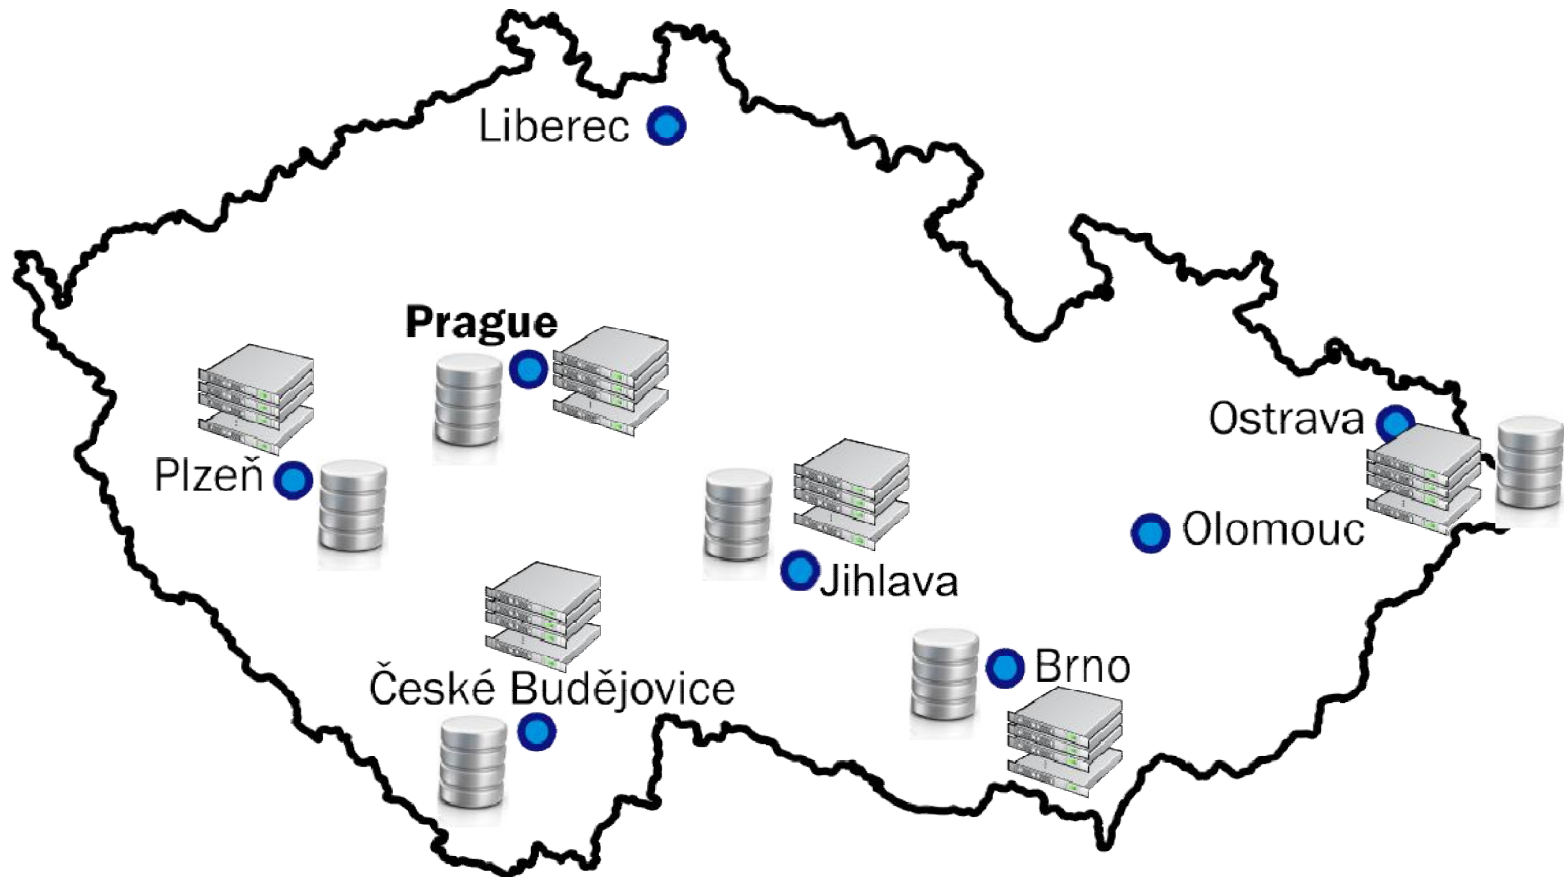 Liberec
Prague
Ostrava
Plzeň
Olomouc
Jihlava
Brno
České Budějovice